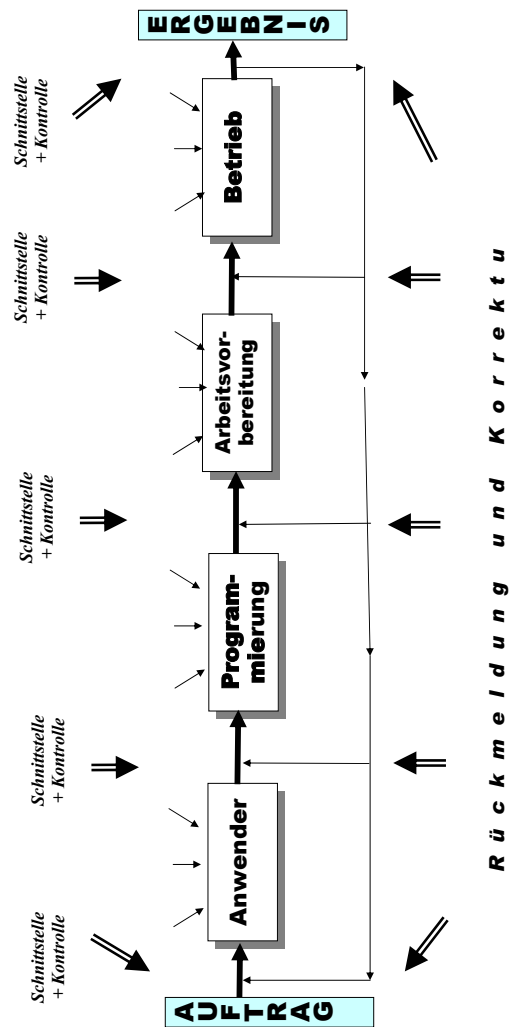 Schnittstelle
+ Kontrolle
Schnittstelle
+ Kontrolle
Schnittstelle
+ Kontrolle
Schnittstelle
+ Kontrolle
Schnittstelle
+ Kontrolle
AUFTRAG
Anwender
Program-
mierung
Arbeitsvor-
bereitung
Betrieb
ERGEBNIS
Rückmeldung und Korrektu